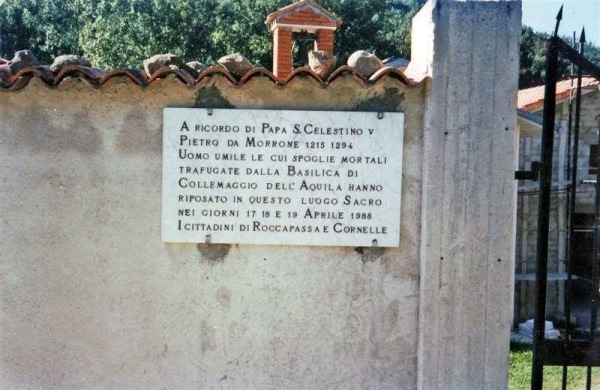 A RICORDO DI PAPA S. CELESTINO V
PIETRO DA MORRONE 1215 1294
UOMO UMILE LE CUI SPOGLIE MORTALI
TRAFUGATE DALLA BASILICA DI
COLLEMAGGIO DELL'AQUILA HANNO
RIPOSATO IN QUESTO LUOGO SACRO
NEI GIORNI 17 18 E 19 APRILE 1988
I CITTADINI DI ROCCAPASSA E CORNELLE